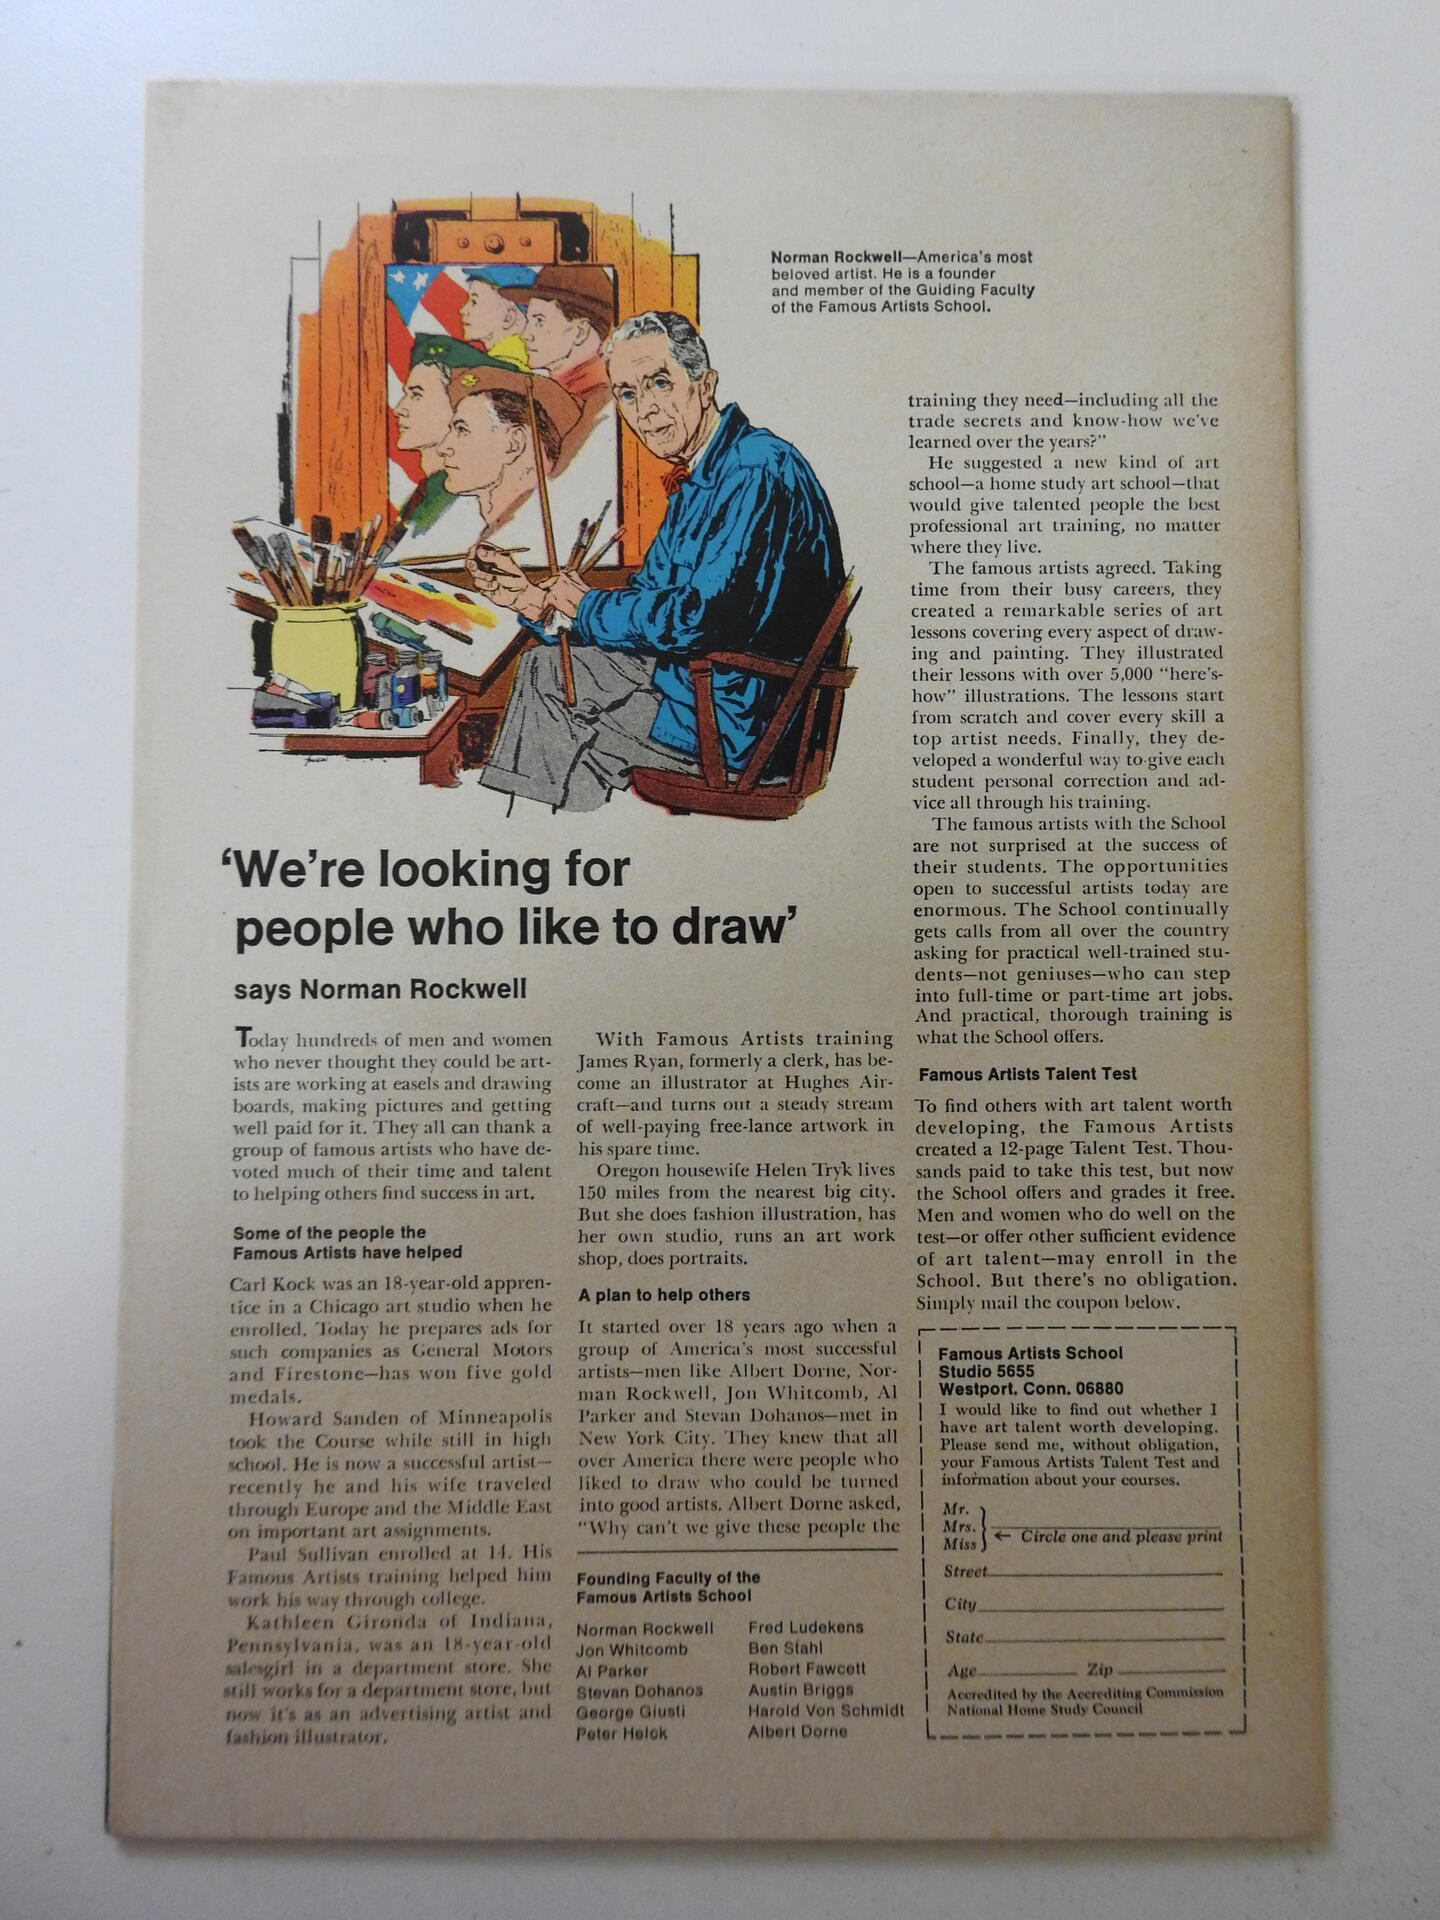 Norman Rockwell—America's most
beloved artist. He is a founder
and member of the Guiding Faculty
of the Famous Artists School.
'We're looking for
people who like to draw'
says Norman Rockwell
Today hundreds of men and women
who never thought they could be art-
ists are working at easels and drawing
boards, making pictures and getting
well paid for it. They all can thank a
group of famous artists who have de-
voted much of their time and talent
to helping others find success in art.
Some of the people the
Famous Artists have helped
Carl Kock was an 18-year-old appren-
tice in a Chicago art studio when he
enrolled. Today he prepares ads for
such companies as General Motors
and Firestone—has won five gold
medals.
Howard Sanden of Minneapolis
took the Course while still in high
school. He is now a successful artist—
recently he and his wife traveled
through Europe and the Middle East
on important art assignments.
Paul Sullivan enrolled at 14. His
Famous Artists training helped him
work his way through college.
Kathleen Gironda of Indiana,
Pennsylvania, was an 18-year-old
salesgirl in a department store. She
still works for a department store, but
now it's as an advertising artist and
fashion illustrator.
With Famous Artists training
James Ryan, formerly a clerk, has be-
come an illustrator at Hughes Air-
craft—and turns out a steady stream
of well-paying free-lance artwork in
his spare time.
Oregon housewife Helen Tryk lives
150 miles from the nearest big city.
But she does fashion illustration, has
her own studio, runs an art work
shop, does portraits.
A plan to help others
It started over 18 years ago when a
group of America's most successful
artists—men like Albert Dorne, Nor-
man Rockwell, Jon Whitcomb, Al
Parker and Stevan Dohanos—met in
New York City. They knew that all
over America there were people who
liked to draw who could be turned
into good artists. Albert Dorne asked,
"Why can't we give these people the
Founding Faculty of the
Famous Artists School
Norman Rockwell
Jon Whitcomb
Al Parker
Stevan Dohanos
George Giusti
Peter Helck
Fred Ludekens
Ben Stahl
Robert Fawcett
Austin Briggs
Harold Von Schmidt
Albert Dorne
training they need—including all the
trade secrets and know-how we've
learned over the years?"
He suggested a new kind of art
school—a home study art school—that
would give talented people the best
professional art training, no matter
where they live.
The famous artists agreed. Taking
time from their busy careers, they
created a remarkable series of art
lessons covering every aspect of draw-
ing and painting. They illustrated
their lessons with over 5,000 "here's-
how" illustrations. The lessons start
from scratch and cover every skill a
top artist needs. Finally, they de-
veloped a wonderful way to give each
student personal correction and ad-
vice all through his training.
The famous artists with the School
are not surprised at the success of
their students. The opportunities
open to successful artists today are
enormous. The School continually
gets calls from all over the country
asking for practical well-trained stu-
dents—not geniuses—who can step
into full-time or part-time art jobs.
And practical, thorough training is
what the School offers.
Famous Artists Talent Test
To find others with art talent worth
developing, the Famous Artists
created a 12-page Talent Test. Thou-
sands paid to take this test, but now
the School offers and grades it free.
Men and women who do well on the
test—or offer other sufficient evidence
of art talent—may enroll in the
School. But there's no obligation.
Simply mail the coupon below.
Famous Artists School
Studio 5655
Westport, Conn. 06880
I would like to find out whether I
have art talent worth developing.
Please send me, without obligation,
your Famous Artists Talent Test and
information about your courses.
Mr.
Mrs.
Miss
← Circle one and please print
Street
City
State
Age Zip
Accredited by the Accrediting Commission
National Home Study Council